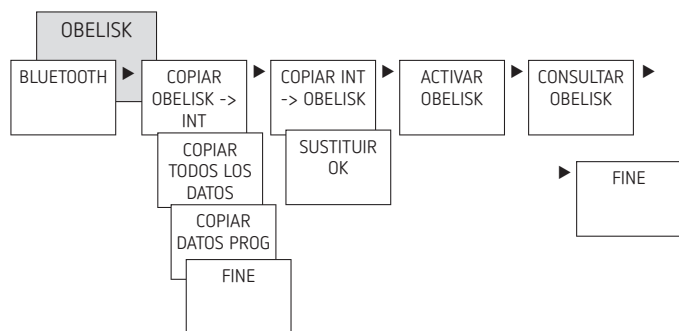 OBELISK
BLUETOOTH
COPIAR
OBELISK ->
INT
COPIAR
TODOS LOS
DATOS
COPIAR
DATOS PROG
FINE
COPIAR INT
-> OBELISK
SUSTITUIR
OK
ACTIVAR
OBELISK
CONSULTAR
OBELISK
FINE